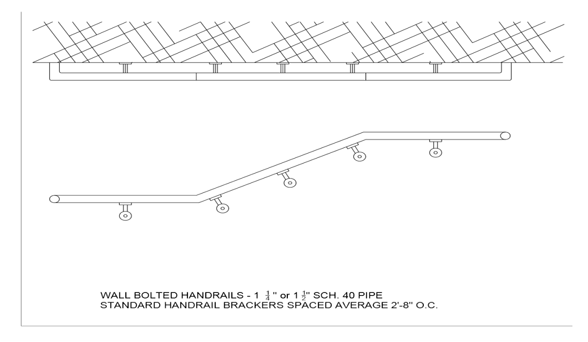 WALL BOLTED HANDRAILS - 1 1/4" or 1 1/2" SCH. 40 PIPE
STANDARD HANDRAIL BRACKERS SPACED AVERAGE 2'-8" O.C.